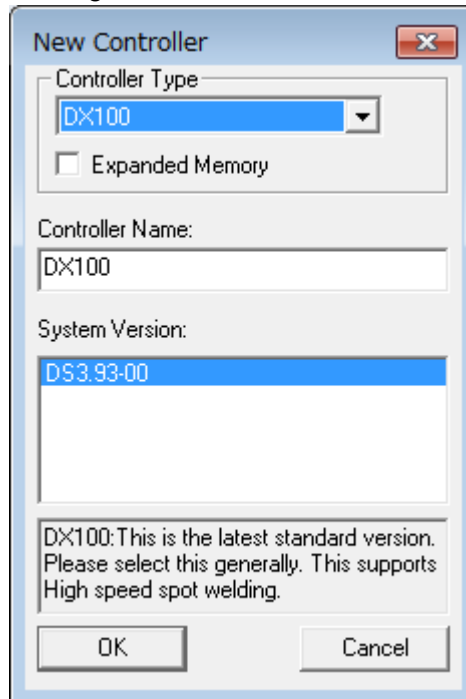 New Controller
Controller Type
DX100
Expanded Memory
Controller Name:
DX100
System Version:
DS3.93-00
DX100:This is the latest standard version.
Please select this generally. This supports
High speed spot welding.
OK
Cancel